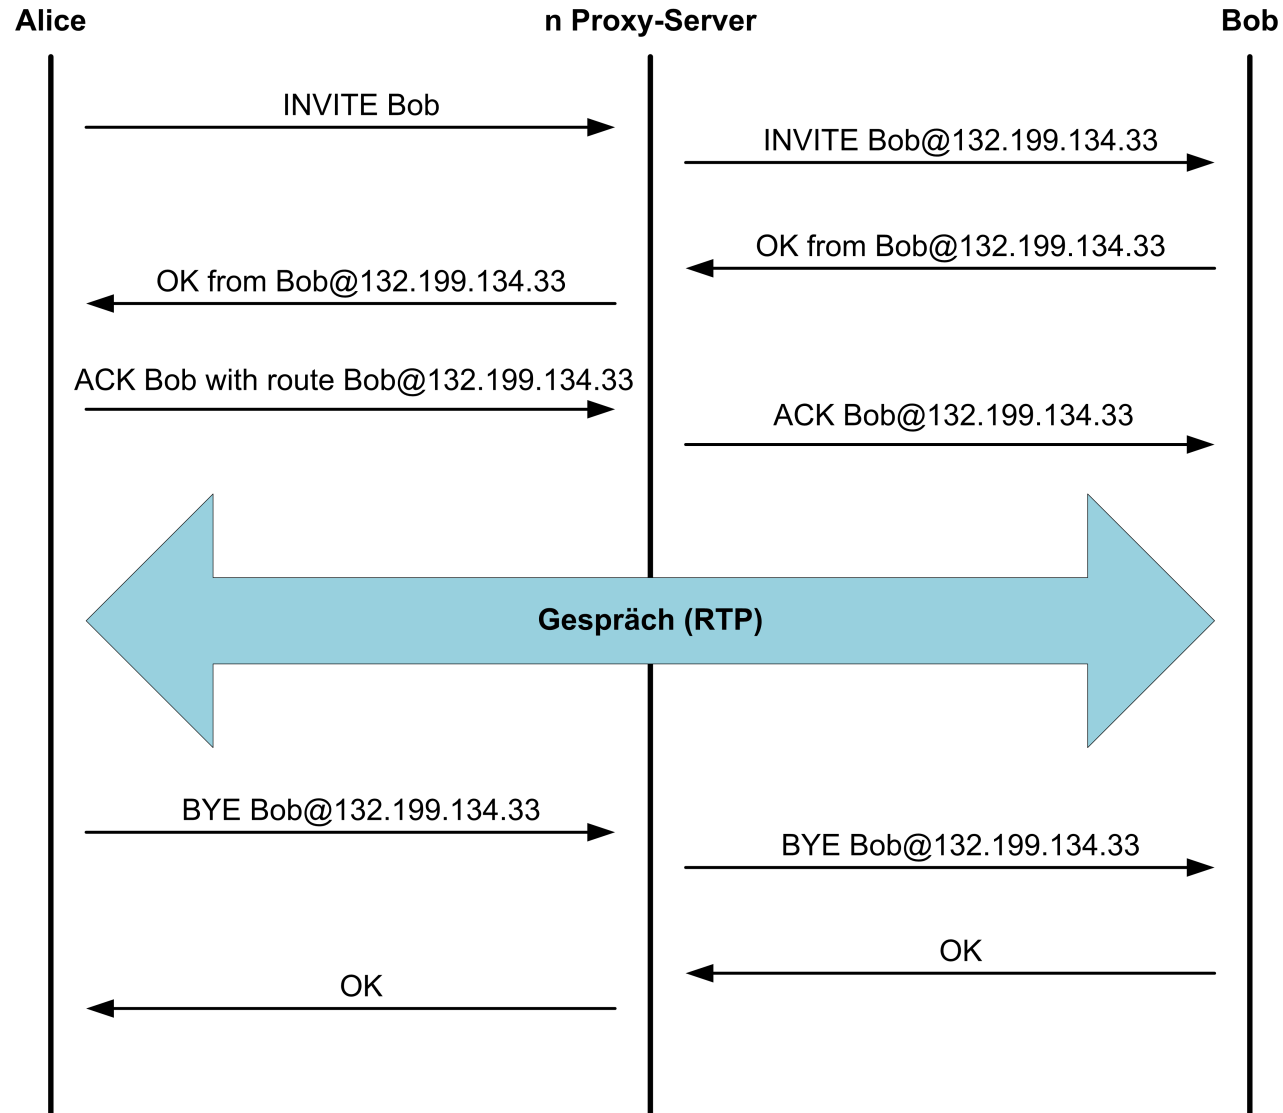 Alice
n Proxy-Server
Bob
INVITE Bob
INVITE Bob@132.199.134.33
OK from Bob@132.199.134.33
OK from Bob@132.199.134.33
ACK Bob with route Bob@132.199.134.33
ACK Bob@132.199.134.33
Gespräch (RTP)
BYE Bob@132.199.134.33
BYE Bob@132.199.134.33
OK
OK